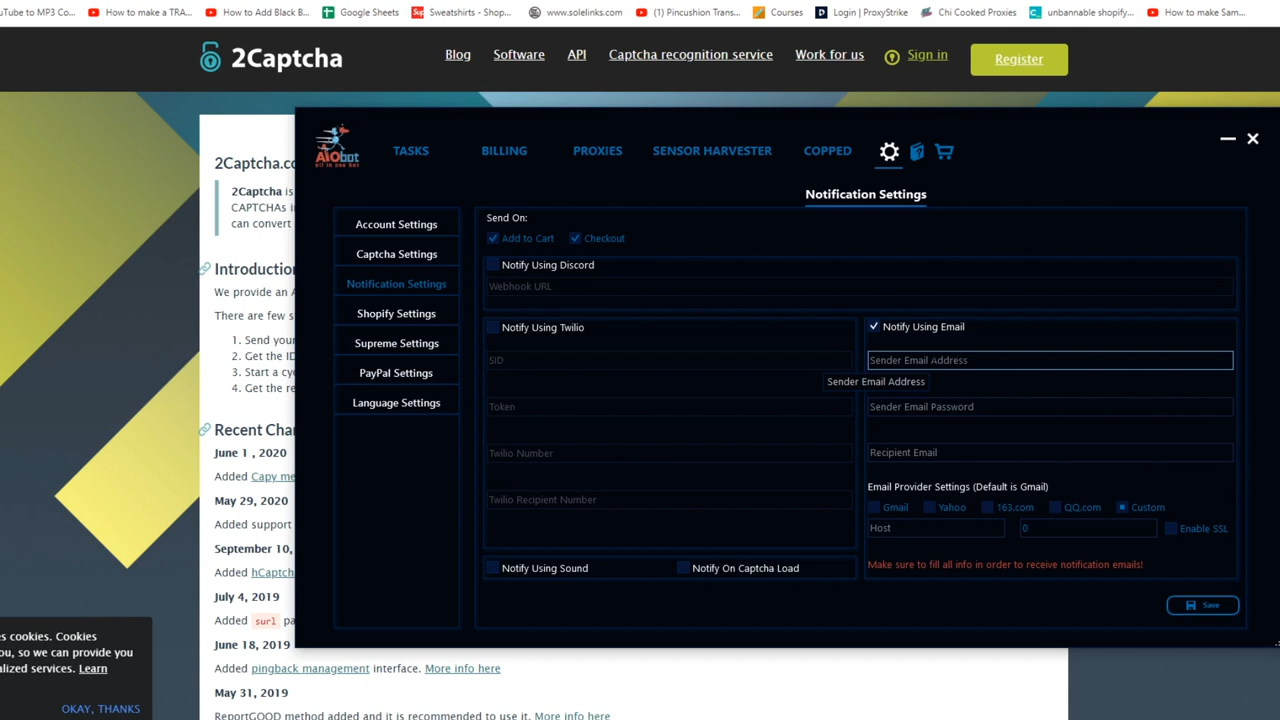 uTube to MP3 Co...
How to make a TRA...
How to Add Black B...
Google Sheets
Sweatshirts - Shop...
www.solelinks.com
(1) Pincushion Trans...
Courses
Login | ProxyStrike
Chi Cooked Proxies
unbannable shopify...
How to make Sam...
2Captcha
Blog
Software
API
Captcha recognition service
Work for us
Sign in
Register
2Captcha.co
2Captcha is
CAPTCHAs i
can convert
Introduction
We provide an A
There are few s
1. Send your
2. Get the ID
3. Start a cy
4. Get the re
Recent Chan
June 1 , 2020
Added Capy me
May 29, 2020
Added support
September 10,
Added hCaptch
July 4, 2019
Added surl pa
June 18, 2019
Added pingback management interface. More info here
May 31, 2019
ReportGOOD method added and it is recommended to use it. More info here
es cookies. Cookies
ou, so we can provide you
alized services. Learn
OKAY, THANKS
AIObot
all in one bot
TASKS
BILLING
PROXIES
SENSOR HARVESTER
COPPED
Notification Settings
Account Settings
Captcha Settings
Notification Settings
Shopify Settings
Supreme Settings
PayPal Settings
Language Settings
Send On:
Add to Cart
Checkout
Notify Using Discord
Webhook URL
Notify Using Twilio
SID
Token
Twilio Number
Twilio Recipient Number
Notify Using Sound
Notify On Captcha Load
Notify Using Email
Sender Email Address
Sender Email Address
Sender Email Password
Recipient Email
Email Provider Settings (Default is Gmail)
Gmail
Yahoo
163.com
QQ.com
Custom
Host
0
Enable SSL
Make sure to fill all info in order to receive notification emails!
Save